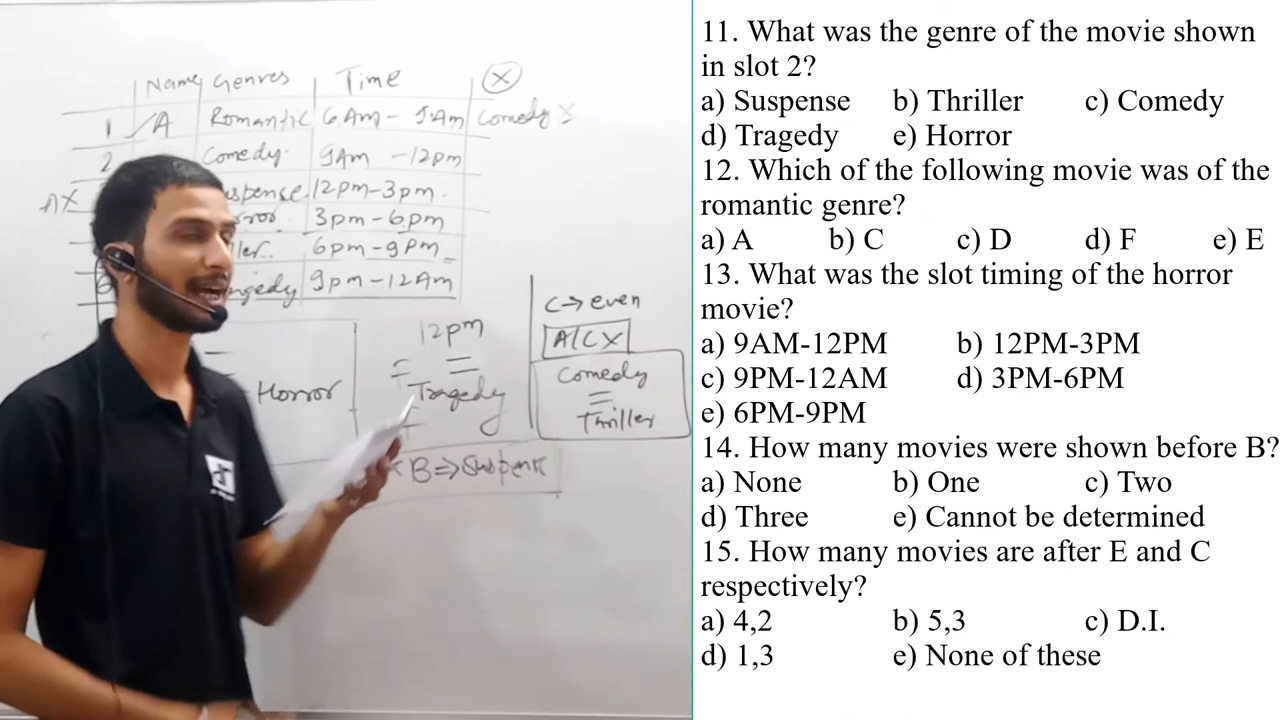 Name Genres Time X
1 A Romantic 6Am - 9Am Comedy X
2 Comedy. 9Am - 12pm
AX 12pm-3pm.
3pm-6pm
6pm-9pm
6 9pm-12Am
C→even
12pm
A/C X
= =
Comedy
=
Thriller
Horror
Tragedy
B⇒Suspense
11. What was the genre of the movie shown
in slot 2?
a) Suspense b) Thriller c) Comedy
d) Tragedy e) Horror
12. Which of the following movie was of the
romantic genre?
a) A b) C c) D d) F e) E
13. What was the slot timing of the horror
movie?
a) 9AM-12PM b) 12PM-3PM
c) 9PM-12AM d) 3PM-6PM
e) 6PM-9PM
14. How many movies were shown before B?
a) None b) One c) Two
d) Three e) Cannot be determined
15. How many movies are after E and C
respectively?
a) 4,2 b) 5,3 c) D.I.
d) 1,3 e) None of these